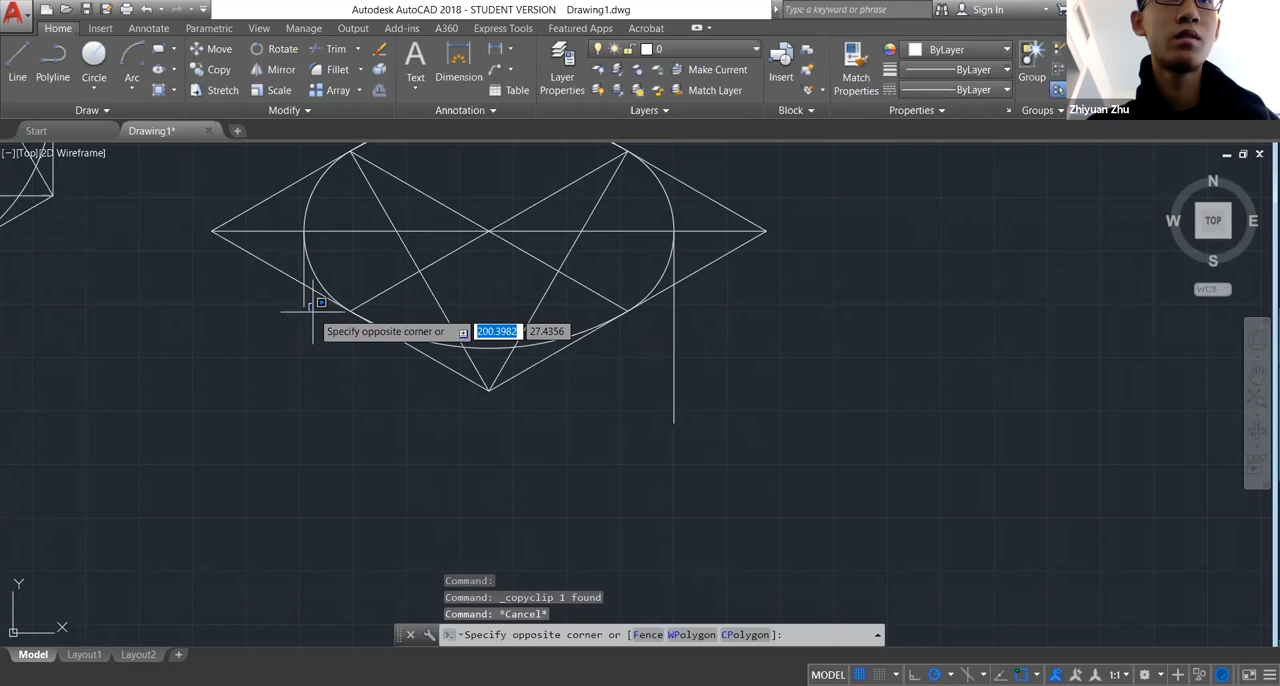 Autodesk AutoCAD 2018 - STUDENT VERSION Drawing1.dwg
Type a keyword or phrase
Sign In
Home Insert Annotate Parametric View Manage Output Add-ins A360 Express Tools Featured Apps Acrobat
Line
Polyline
Circle
Arc
Move
Rotate
Trim
Copy
Mirror
Fillet
Stretch
Scale
Array
Text
Dimension
Table
Layer
Properties
0
Make Current
Match Layer
Insert
Match
Properties
ByLayer
ByLayer
ByLayer
Group
Draw
Modify
Annotation
Layers
Block
Properties
Groups
Zhiyuan Zhu
Start
Drawing1*
[−][Top][2D Wireframe]
N
W
TOP
E
S
WCS
Specify opposite corner or
200.3982
27.4356
Y
X
Command:
Command: _copyclip 1 found
Command: *Cancel*
Specify opposite corner or [Fence WPolygon CPolygon]:
Model Layout1 Layout2
MODEL
1:1